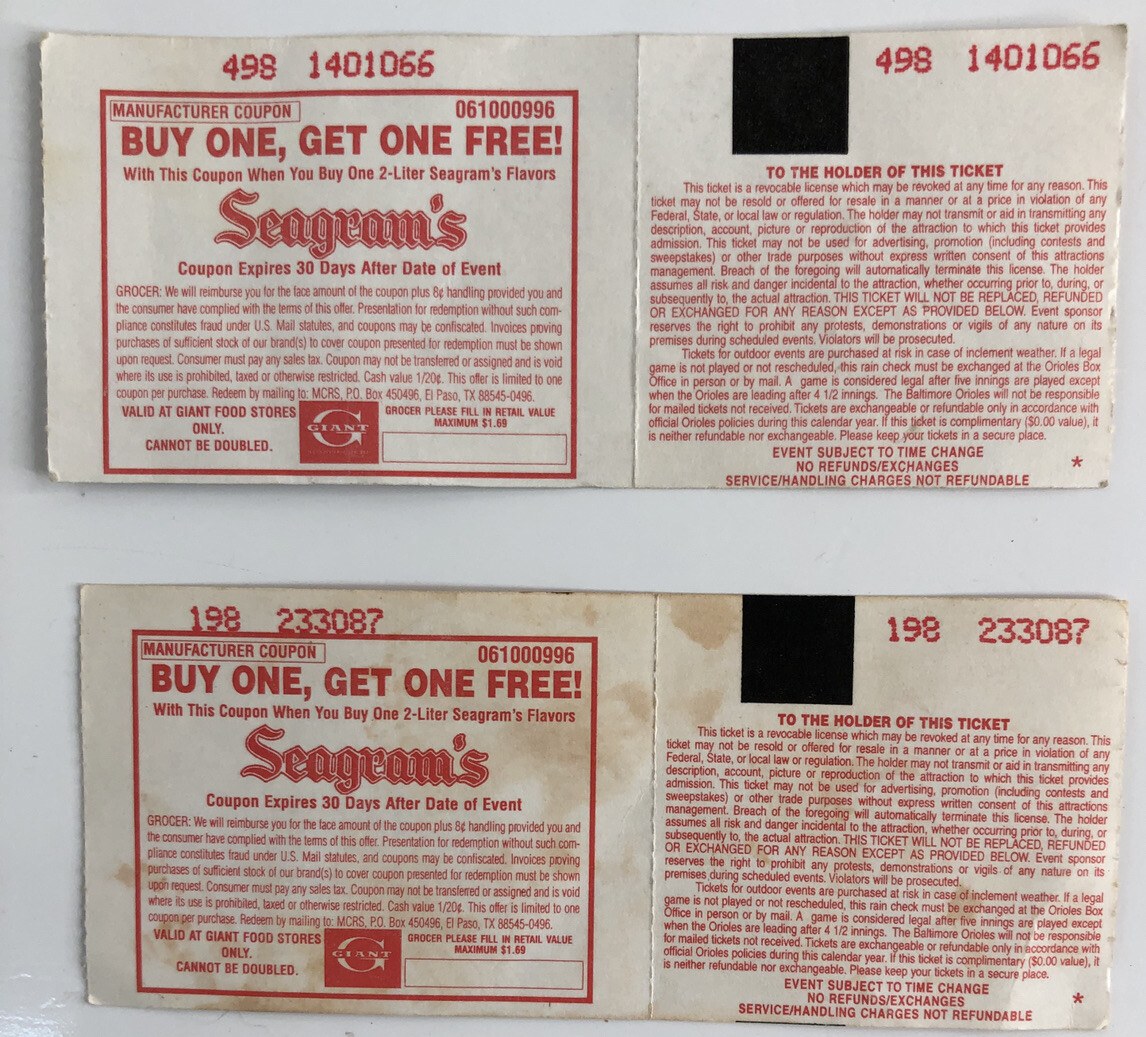 498 1401066
MANUFACTURER COUPON 061000996
BUY ONE, GET ONE FREE!
With This Coupon When You Buy One 2-Liter Seagram's Flavors
Seagram's
Coupon Expires 30 Days After Date of Event
GROCER: We will reimburse you for the face amount of the coupon plus 8¢ handling provided you and
the consumer have complied with the terms of this offer. Presentation for redemption without such com-
pliance constitutes fraud under U.S. Mail statutes, and coupons may be confiscated. Invoices proving
purchases of sufficient stock of our brand(s) to cover coupon presented for redemption must be shown
upon request. Consumer must pay any sales tax. Coupon may not be transferred or assigned and is void
where its use is prohibited, taxed or otherwise restricted. Cash value 1/20¢. This offer is limited to one
coupon per purchase. Redeem by mailing to: MCRS, P.O. Box 450496, El Paso, TX 88545-0496.
VALID AT GIANT FOOD STORES
ONLY.
CANNOT BE DOUBLED.
G
GIANT
GROCER PLEASE FILL IN RETAIL VALUE
MAXIMUM $1.69
498 1401066
TO THE HOLDER OF THIS TICKET
This ticket is a revocable license which may be revoked at any time for any reason. This
ticket may not be resold or offered for resale in a manner or at a price in violation of any
Federal, State, or local law or regulation. The holder may not transmit or aid in transmitting any
description, account, picture or reproduction of the attraction to which this ticket provides
admission. This ticket may not be used for advertising, promotion (including contests and
sweepstakes) or other trade purposes without express written consent of this attractions
management. Breach of the foregoing will automatically terminate this license. The holder
assumes all risk and danger incidental to the attraction, whether occurring prior to, during, or
subsequently to, the actual attraction. THIS TICKET WILL NOT BE REPLACED, REFUNDED
OR EXCHANGED FOR ANY REASON EXCEPT AS PROVIDED BELOW. Event sponsor
reserves the right to prohibit any protests, demonstrations or vigils of any nature on its
premises during scheduled events. Violators will be prosecuted.
Tickets for outdoor events are purchased at risk in case of inclement weather. If a legal
game is not played or not rescheduled, this rain check must be exchanged at the Orioles Box
Office in person or by mail. A game is considered legal after five innings are played except
when the Orioles are leading after 4 1/2 innings. The Baltimore Orioles will not be responsible
for mailed tickets not received. Tickets are exchangeable or refundable only in accordance with
official Orioles policies during this calendar year. If this ticket is complimentary ($0.00 value), it
is neither refundable nor exchangeable. Please keep your tickets in a secure place.
EVENT SUBJECT TO TIME CHANGE
NO REFUNDS/EXCHANGES
SERVICE/HANDLING CHARGES NOT REFUNDABLE *
198 233087
MANUFACTURER COUPON 061000996
BUY ONE, GET ONE FREE!
With This Coupon When You Buy One 2-Liter Seagram's Flavors
Seagram's
Coupon Expires 30 Days After Date of Event
GROCER: We will reimburse you for the face amount of the coupon plus 8¢ handling provided you and
the consumer have complied with the terms of this offer. Presentation for redemption without such com-
pliance constitutes fraud under U.S. Mail statutes, and coupons may be confiscated. Invoices proving
purchases of sufficient stock of our brand(s) to cover coupon presented for redemption must be shown
upon request. Consumer must pay any sales tax. Coupon may not be transferred or assigned and is void
where its use is prohibited, taxed or otherwise restricted. Cash value 1/20¢. This offer is limited to one
coupon per purchase. Redeem by mailing to: MCRS, P.O. Box 450496, El Paso, TX 88545-0496.
VALID AT GIANT FOOD STORES
ONLY.
CANNOT BE DOUBLED.
G
GIANT
GROCER PLEASE FILL IN RETAIL VALUE
MAXIMUM $1.69
198 233087
TO THE HOLDER OF THIS TICKET
This ticket is a revocable license which may be revoked at any time for any reason. This
ticket may not be resold or offered for resale in a manner or at a price in violation of any
Federal, State, or local law or regulation. The holder may not transmit or aid in transmitting any
description, account, picture or reproduction of the attraction to which this ticket provides
admission. This ticket may not be used for advertising, promotion (including contests and
sweepstakes) or other trade purposes without express written consent of this attractions
management. Breach of the foregoing will automatically terminate this license. The holder
assumes all risk and danger incidental to the attraction, whether occurring prior to, during, or
subsequently to, the actual attraction. THIS TICKET WILL NOT BE REPLACED, REFUNDED
OR EXCHANGED FOR ANY REASON EXCEPT AS PROVIDED BELOW. Event sponsor
reserves the right to prohibit any protests, demonstrations or vigils of any nature on its
premises during scheduled events. Violators will be prosecuted.
Tickets for outdoor events are purchased at risk in case of inclement weather. If a legal
game is not played or not rescheduled, this rain check must be exchanged at the Orioles Box
Office in person or by mail. A game is considered legal after five innings are played except
when the Orioles are leading after 4 1/2 innings. The Baltimore Orioles will not be responsible
for mailed tickets not received. Tickets are exchangeable or refundable only in accordance with
official Orioles policies during this calendar year. If this ticket is complimentary ($0.00 value), it
is neither refundable nor exchangeable. Please keep your tickets in a secure place.
EVENT SUBJECT TO TIME CHANGE
NO REFUNDS/EXCHANGES
SERVICE/HANDLING CHARGES NOT REFUNDABLE *